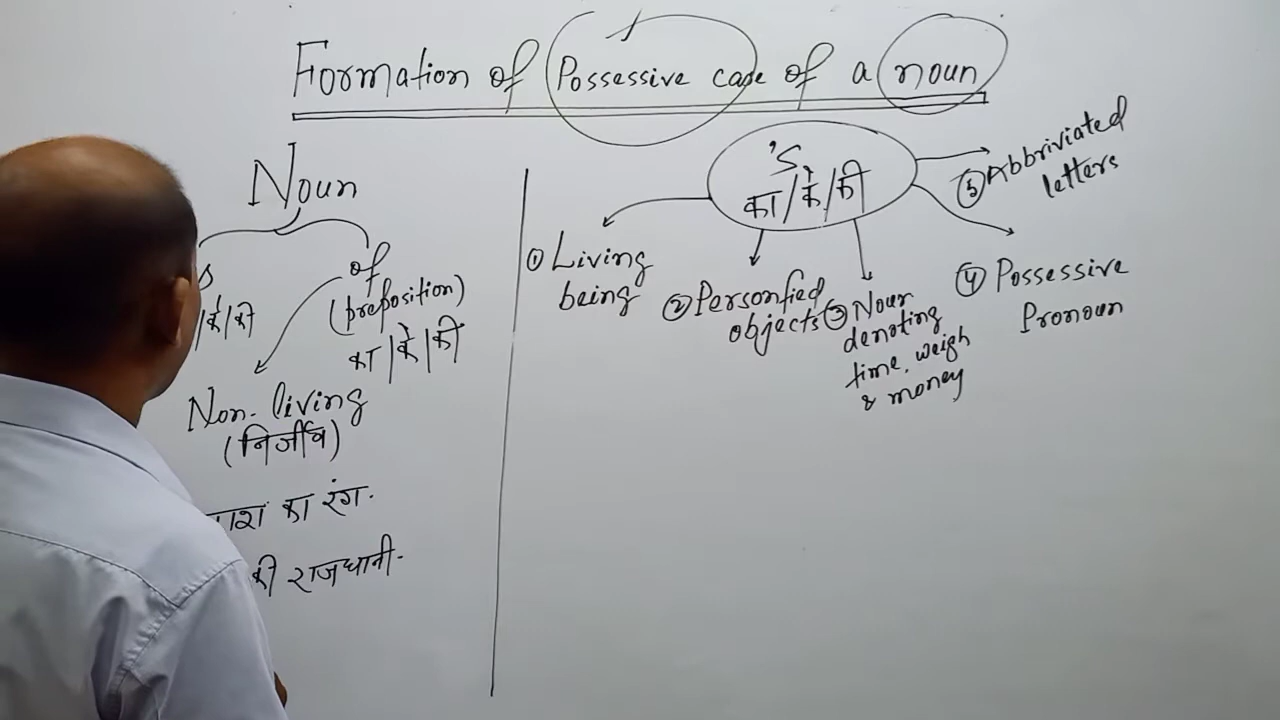 Formation of Possessive case of a noun
Noun
s
/के/की
of
(preposition)
का/के/की
Non-living
(निर्जीव)
का रंग.
की राजधानी.
's
का/के/की
① Living
being
② Personfied
objects
③ Noun
denoting
time, weigh
& money
④ Possessive
Pronoun
⑤ Abbriviated
letters